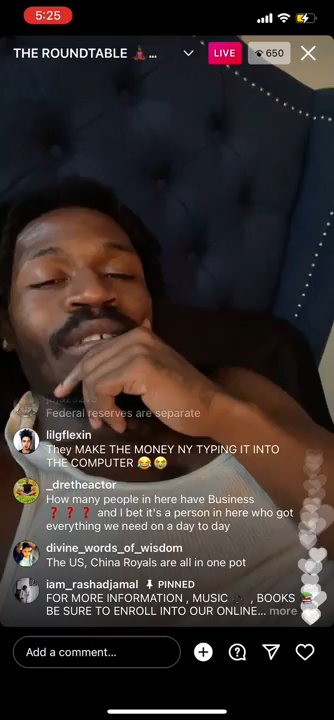 5:25
THE ROUNDTABLE 🧘🏾‍♂️...
LIVE
650
Federal reserves are separate
lilgflexin
They MAKE THE MONEY NY TYPING IT INTO
THE COMPUTER 😂😭
_dretheactor
How many people in here have Business
❓❓❓ and I bet it's a person in here who got
everything we need on a day to day
divine_words_of_wisdom
The US, China Royals are all in one pot
iam_rashadjamal PINNED
FOR MORE INFORMATION , MUSIC 🎶 , BOOKS 📚
BE SURE TO ENROLL INTO OUR ONLINE... more
Add a comment...